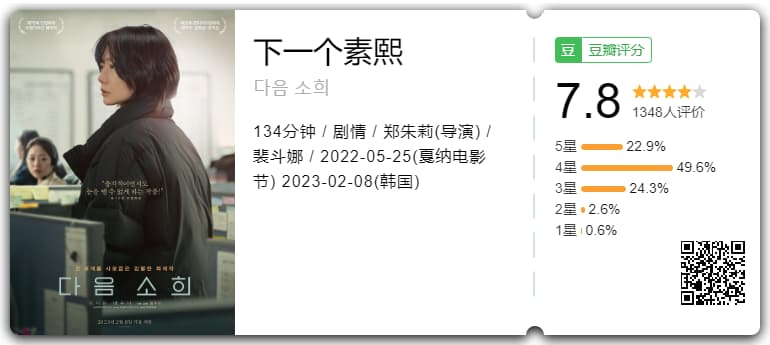 下一个素熙
다음 소희
134分钟 / 剧情 / 郑朱莉(导演) /
裴斗娜 / 2022-05-25(戛纳电影
节) 2023-02-08(韩国)
豆 豆瓣评分
7.8
1348人评价
5星 22.9%
4星 49.6%
3星 24.3%
2星 2.6%
1星 0.6%
다음 소희